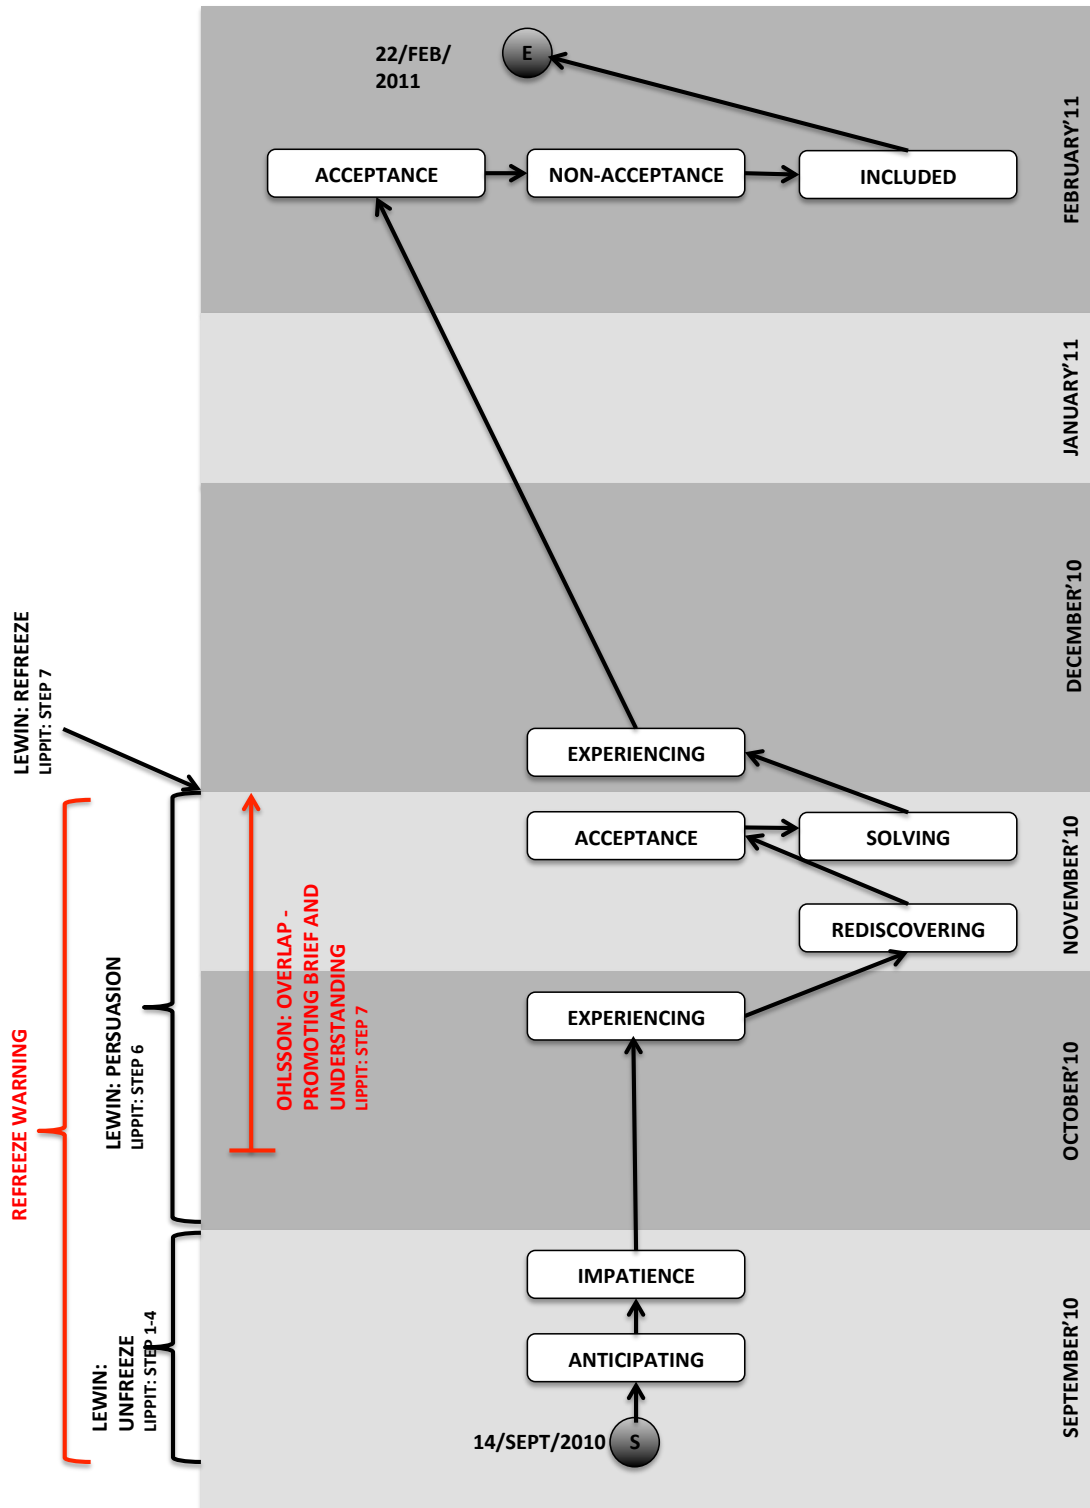 22/FEB/
2011
E
ACCEPTANCE
NON-ACCEPTANCE
INCLUDED
FEBRUARY'11
JANUARY'11
DECEMBER'10
EXPERIENCING
LEWIN: REFREEZE
LIPPIT: STEP 7
ACCEPTANCE
SOLVING
REDISCOVERING
NOVEMBER'10
REFREEZE WARNING
LEWIN: PERSUASION
LIPPIT: STEP 6
OHLSSON: OVERLAP -
PROMOTING BRIEF AND
UNDERSTANDING
LIPPIT: STEP 7
EXPERIENCING
OCTOBER'10
LEWIN:
UNFREEZE
LIPPIT: STEP 1-4
IMPATIENCE
ANTICIPATING
14/SEPT/2010
S
SEPTEMBER'10